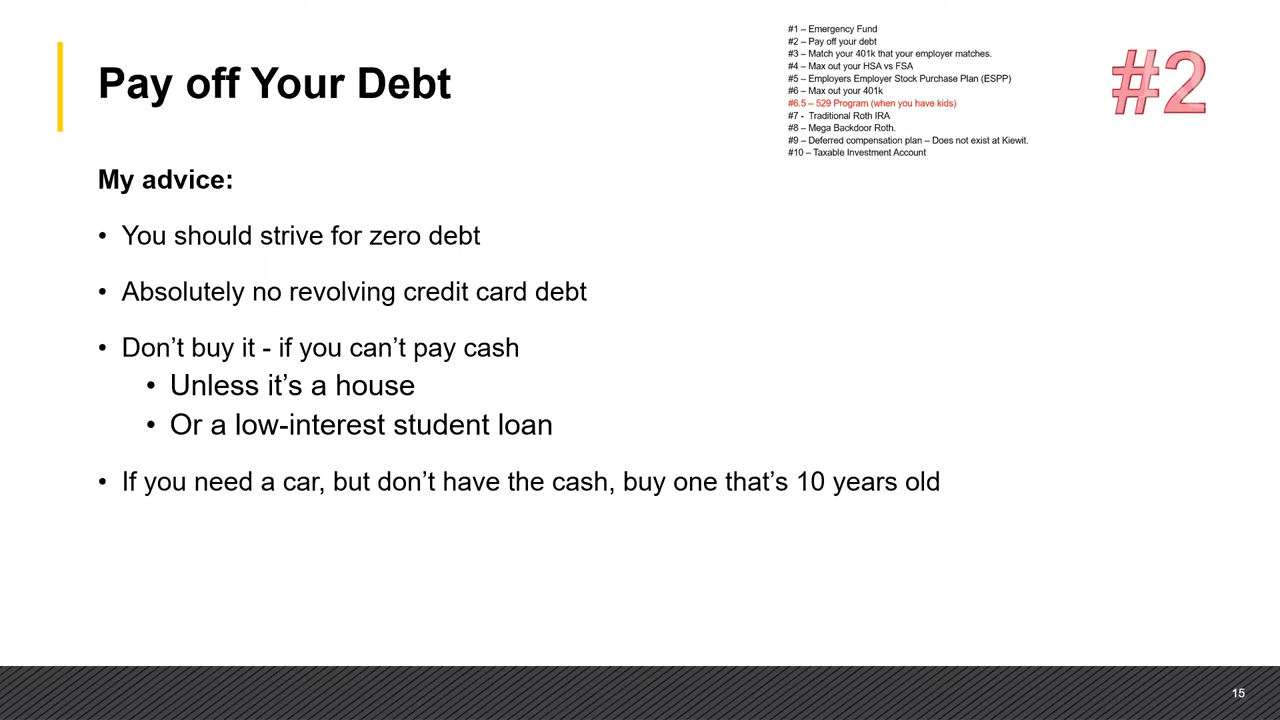 Pay off Your Debt
#1 – Emergency Fund
#2 – Pay off your debt
#3 – Match your 401k that your employer matches.
#4 – Max out your HSA vs FSA
#5 – Employers Employer Stock Purchase Plan (ESPP)
#6 – Max out your 401k
#6.5 – 529 Program (when you have kids)
#7 -  Traditional Roth IRA
#8 – Mega Backdoor Roth.
#9 – Deferred compensation plan – Does not exist at Kiewit.
#10 – Taxable Investment Account
#2
My advice:
• You should strive for zero debt
• Absolutely no revolving credit card debt
• Don’t buy it - if you can’t pay cash
• Unless it’s a house
• Or a low-interest student loan
• If you need a car, but don’t have the cash, buy one that’s 10 years old
15